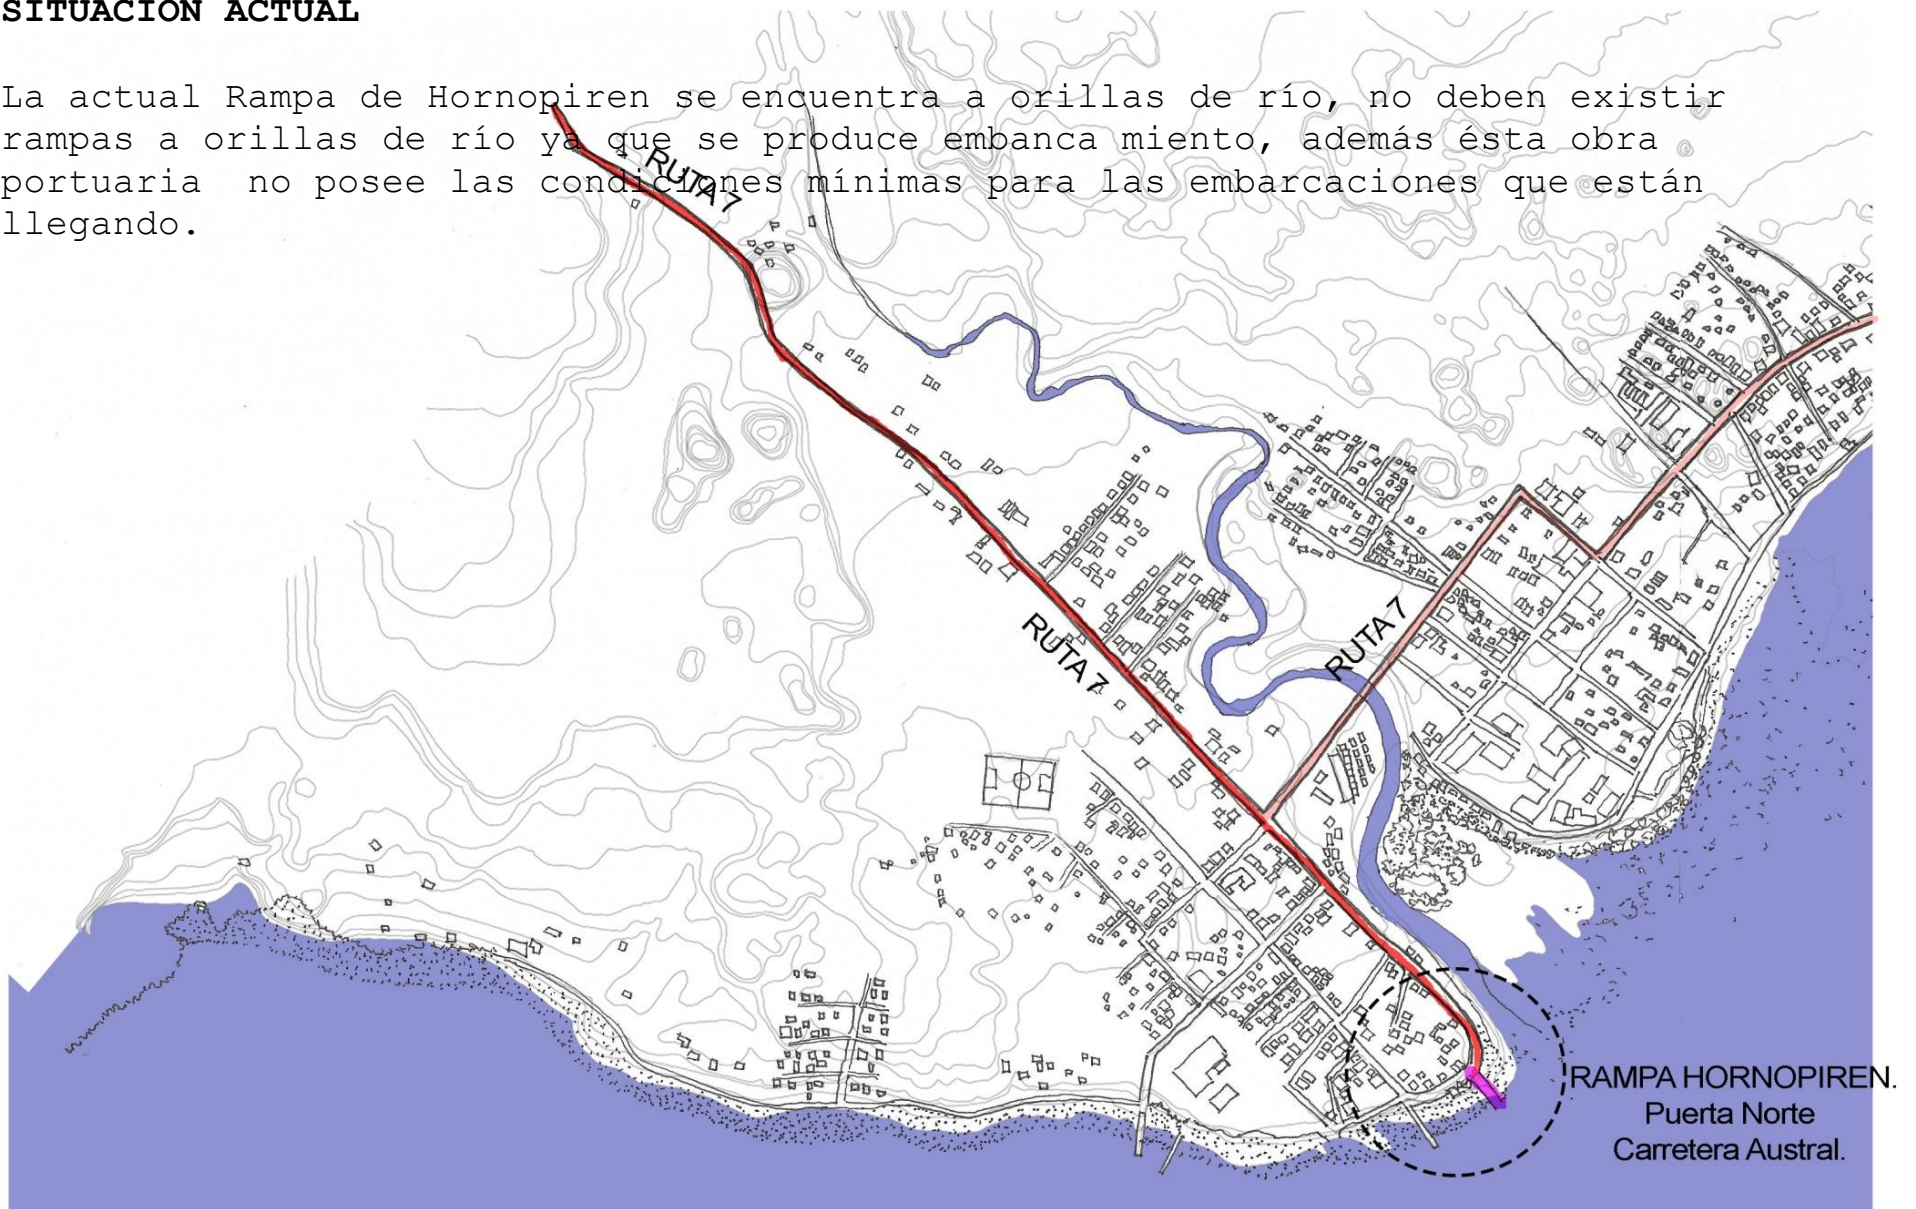 SITUACIÓN ACTUAL
La actual Rampa de Hornopiren se encuentra a orillas de río, no deben existir
rampas a orillas de río ya que se produce embanca miento, además ésta obra
portuaria no posee las condiciones mínimas para las embarcaciones que están
llegando.
RUTA 7
RUTA 7
RUTA 7
RAMPA HORNOPIREN.
Puerta Norte
Carretera Austral.